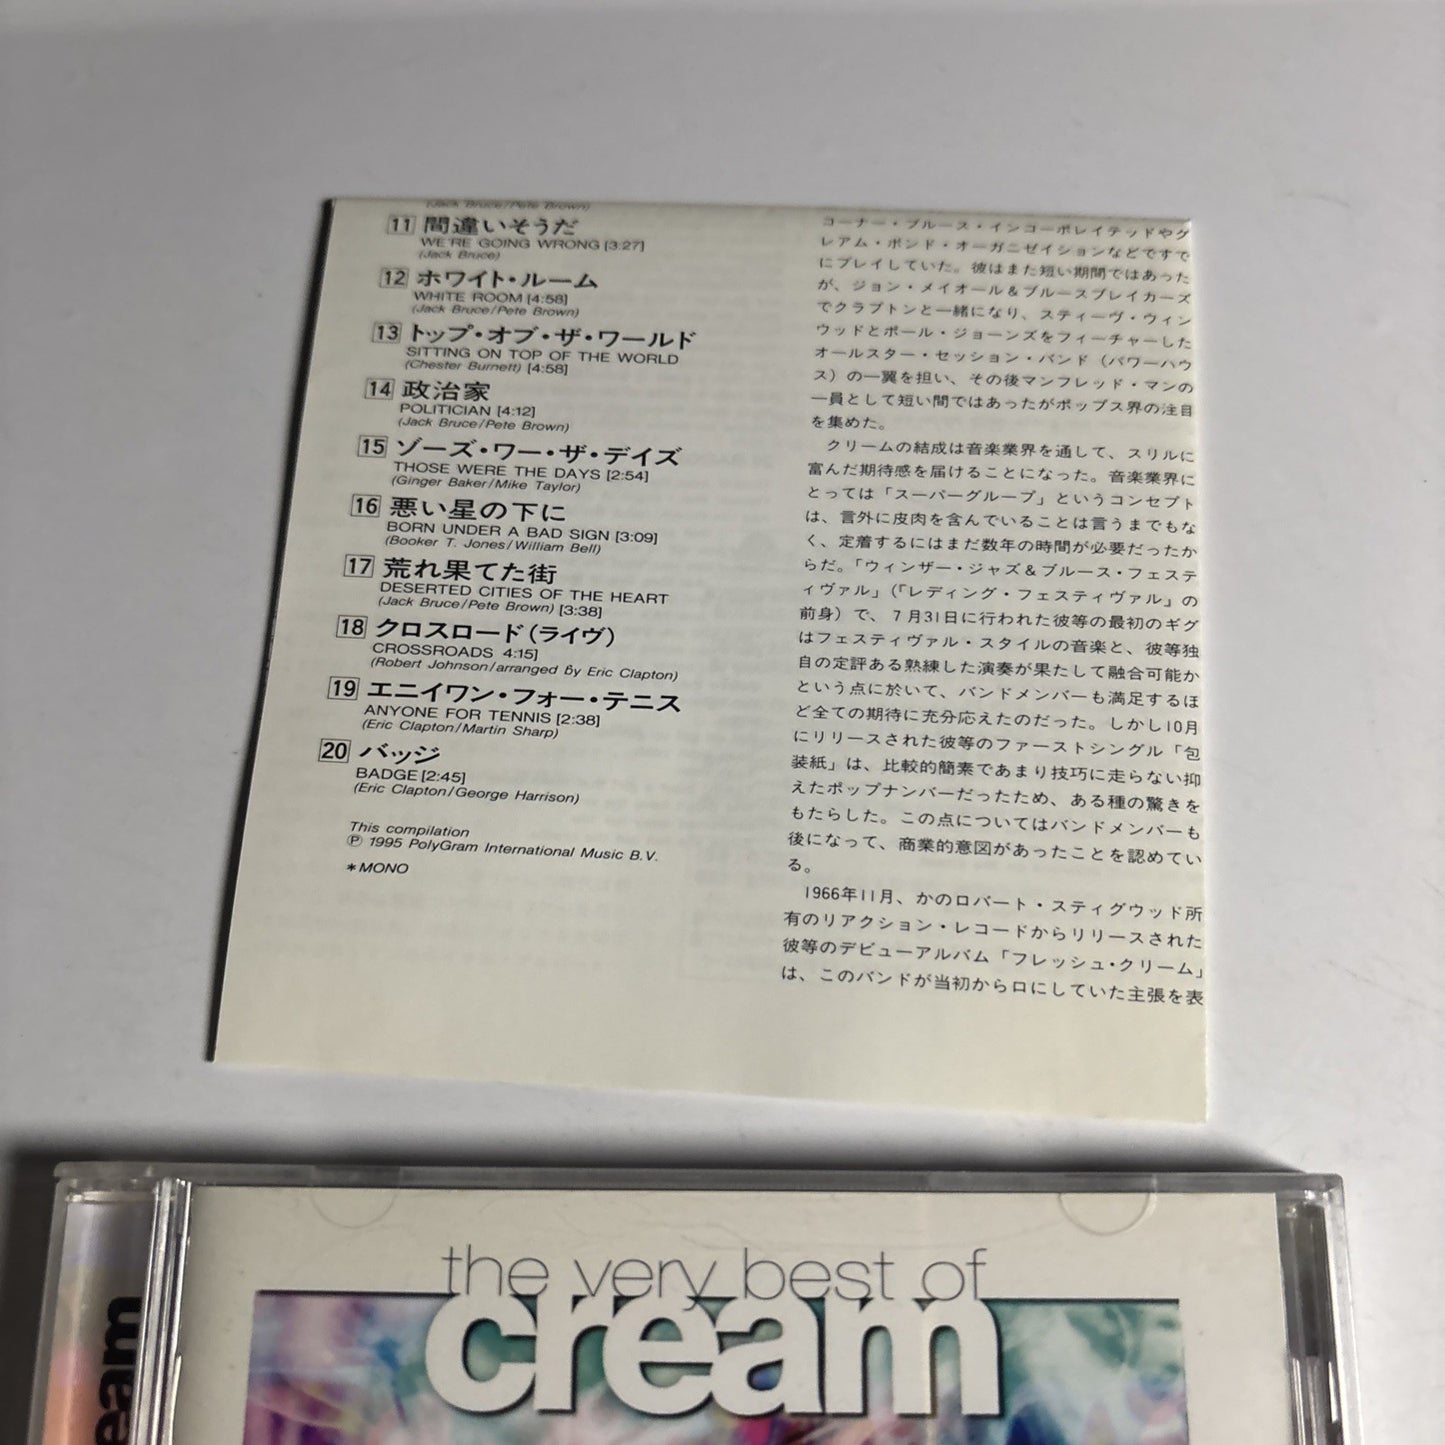 (Jack Bruce/Pete Brown)
11 間違いそうだ
WE'RE GOING WRONG [3:27]
(Jack Bruce)
12 ホワイト・ルーム
WHITE ROOM [4:58]
(Jack Bruce/Pete Brown)
13 トップ・オブ・ザ・ワールド
SITTING ON TOP OF THE WORLD
(Chester Burnett) [4:58]
14 政治家
POLITICIAN [4:12]
(Jack Bruce/Pete Brown)
15 ゾーズ・ワー・ザ・デイズ
THOSE WERE THE DAYS [2:54]
(Ginger Baker/Mike Taylor)
16 悪い星の下に
BORN UNDER A BAD SIGN [3:09]
(Booker T. Jones/William Bell)
17 荒れ果てた街
DESERTED CITIES OF THE HEART
(Jack Bruce/Pete Brown) [3:38]
18 クロスロード(ライヴ)
CROSSROADS 4:15]
(Robert Johnson/arranged by Eric Clapton)
19 エニイワン・フォー・テニス
ANYONE FOR TENNIS [2:38]
(Eric Clapton/Martin Sharp)
20 バッジ
BADGE [2:45]
(Eric Clapton/George Harrison)
This compilation
℗ 1995 PolyGram International Music B.V.
*MONO
コーナー・ブルース・インコーポレイテッドやグ
レアム・ボンド・オーガニゼイションなどですで
にプレイしていた。彼はまた短い期間ではあった
が、ジョン・メイオール&ブルースブレイカーズ
でクラプトンと一緒になり、スティーヴ・ウィン
ウッドとポール・ジョーンズをフィーチャーした
オールスター・セッション・バンド（パワーハウ
ス）の一翼を担い、その後マンフレッド・マンの
一員として短い間ではあったがポップス界の注目
を集めた。
クリームの結成は音楽業界を通して、スリルに
富んだ期待感を届けることになった。音楽業界に
とっては「スーパーグループ」というコンセプト
は、言外に皮肉を含んでいることは言うまでもな
く、定着するにはまだ数年の時間が必要だったか
らだ。「ウィンザー・ジャズ&ブルース・フェステ
ィヴァル」(「レディング・フェスティヴァル」の
前身）で、7月31日に行われた彼等の最初のギグ
はフェスティヴァル・スタイルの音楽と、彼等独
自の定評ある熟練した演奏が果たして融合可能か
という点に於いて、バンドメンバーも満足するほ
ど全ての期待に充分応えたのだった。しかし10月
にリリースされた彼等のファーストシングル「包
装紙」は、比較的簡素であまり技巧に走らない抑
えたポップナンバーだったため、ある種の驚きを
もたらした。この点についてはバンドメンバーも
後になって、商業的意図があったことを認めてい
る。
1966年11月、かのロバート・スティグウッド所
有のリアクション・レコードからリリースされた
彼等のデビューアルバム「フレッシュ・クリーム」
は、このバンドが当初から口にしていた主張を表
the very best of
cream
eam